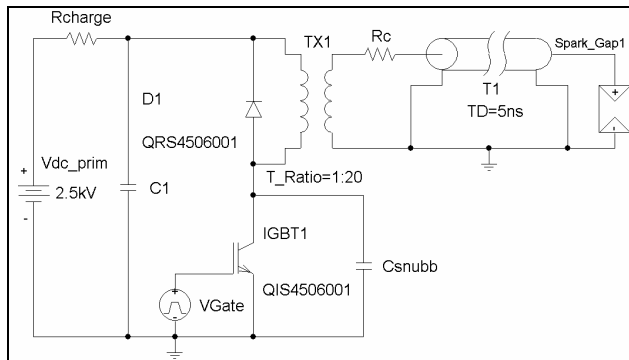 Rcharge
TX1
Rc
Spark_Gap1
+
-
T1
TD=5ns
D1
QRS4506001
Vdc_prim
+
2.5kV
-
C1
T_Ratio=1:20
IGBT1
Csnubb
QIS4506001
+
-
VGate